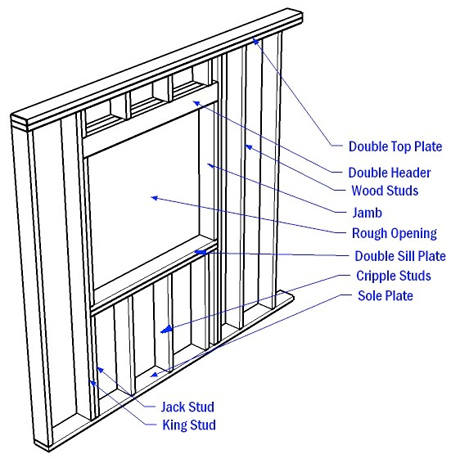 Double Top Plate
Double Header
Wood Studs
Jamb
Rough Opening
Double Sill Plate
Cripple Studs
Sole Plate
Jack Stud
King Stud